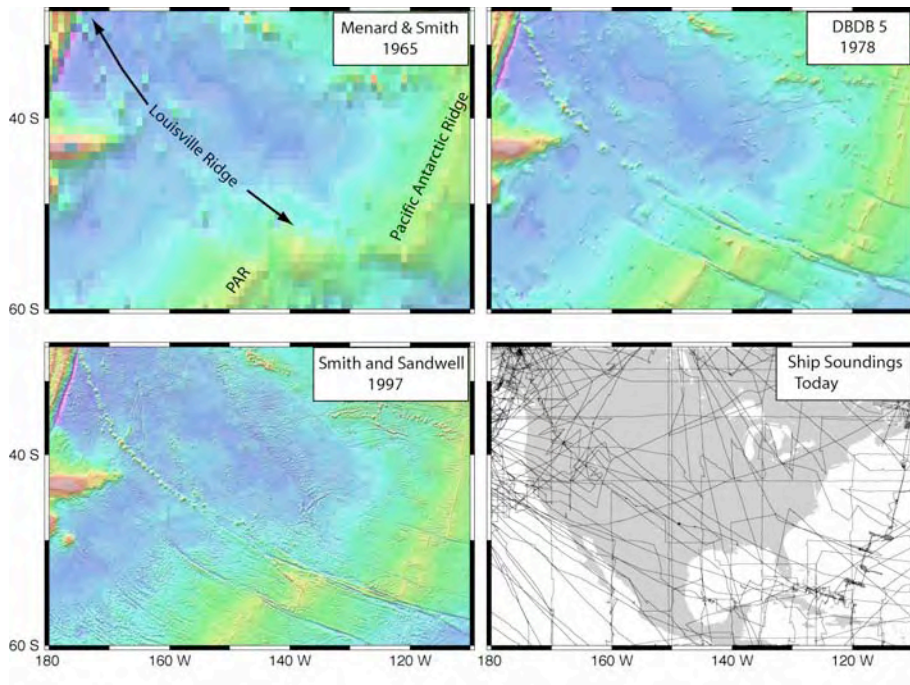 Menard & Smith
1965
Louisville Ridge
Pacific Antarctic Ridge
PAR
40 S
60 S
DBDB 5
1978
Smith and Sandwell
1997
40 S
60 S
180
160 W
140 W
120 W
Ship Soundings
Today
180
160 W
140 W
120 W